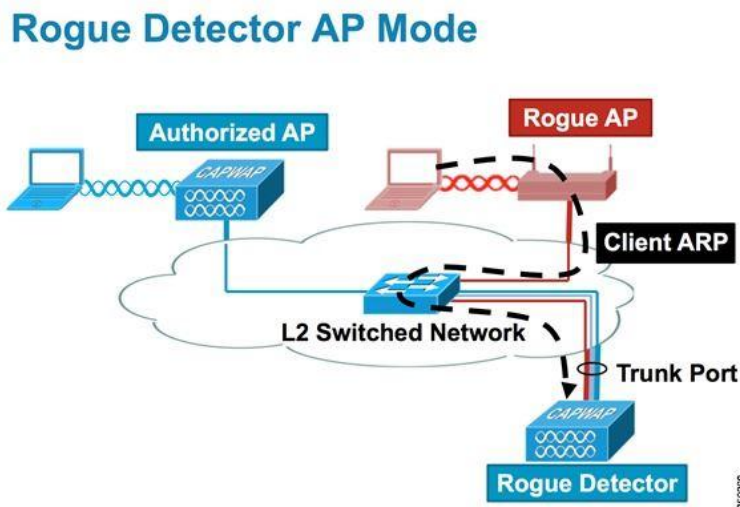 Rogue Detector AP Mode
Rogue AP
Authorized AP
CAPWAP
Client ARP
L2 Switched Network
Trunk Port
CAPWAP
Rogue Detector